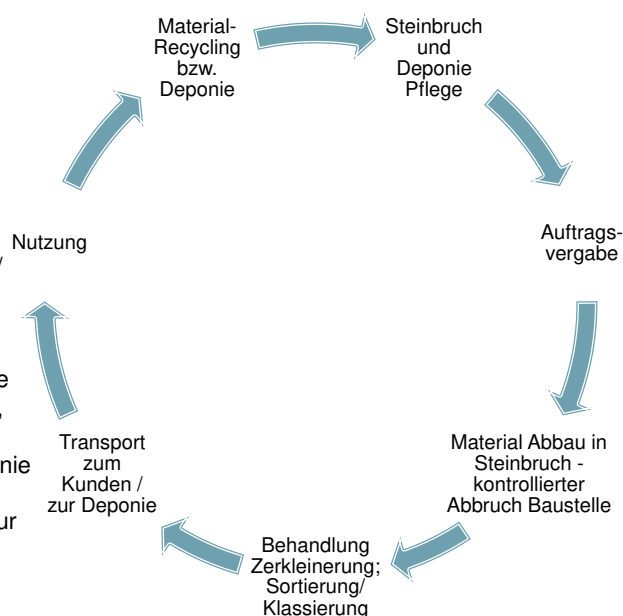 Material-
Recycling
bzw.
Deponie
Steinbruch
und
Deponie
Pflege
Auftrags-
vergabe
Material Abbau in
Steinbruch -
kontrollierter
Abbruch Baustelle
Behandlung
Zerkleinerung;
Sortierung/
Klassierung
Transport
zum
Kunden /
zur Deponie
Nutzung